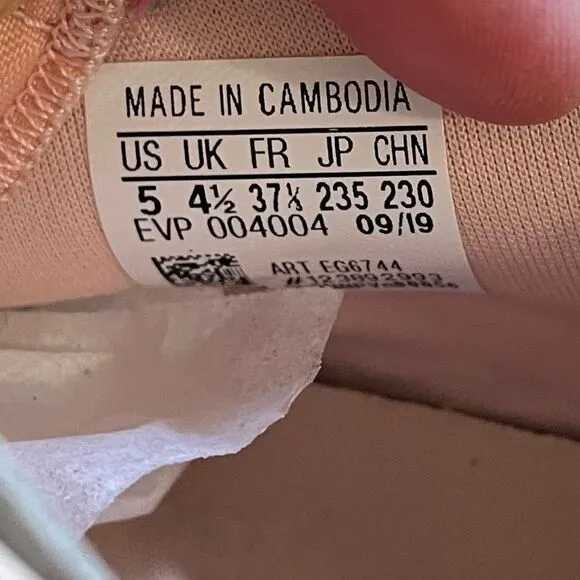 MADE IN CAMBODIA
US UK FR JP CHN
5 4½ 37⅓ 235 230
EVP 004004 09/19
ART EG6744
#123892993